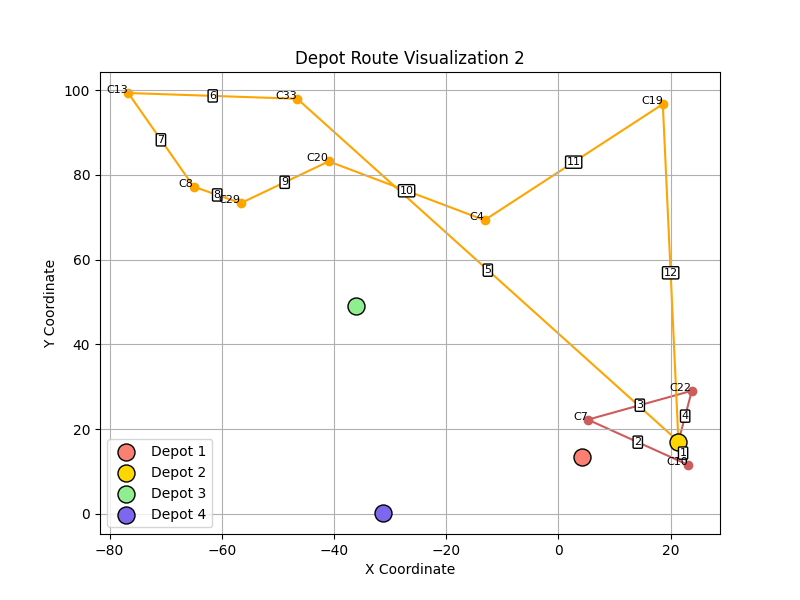 Depot Route Visualization 2
Y Coordinate
100
80
60
40
20
0
C13
6
C33
C19
7
C20
11
C8
8
C29
9
10
C4
5
12
C22
3
C7
4
2
1
C10
Depot 1
Depot 2
Depot 3
Depot 4
−80
−60
−40
−20
0
20
X Coordinate